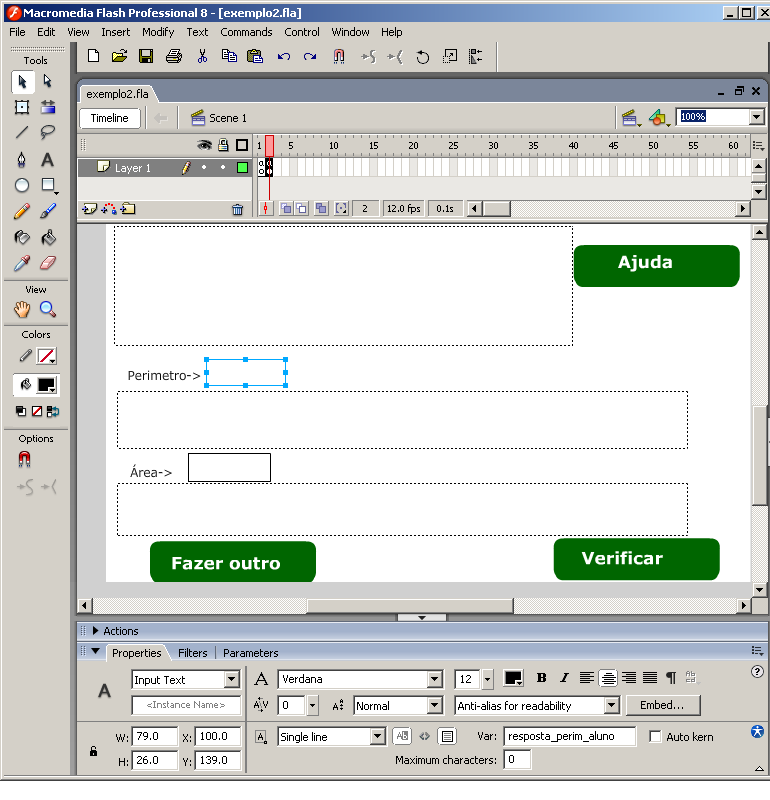 Macromedia Flash Professional 8 - [exemplo2.fla]
File Edit View Insert Modify Text Commands Control Window Help
Tools
exemplo2.fla
Timeline Scene 1 100%
1 5 10 15 20 25 30 35 40 45 50 55 60
Layer 1
2 12.0 fps 0.1s
View
Colors
Options
Ajuda
Perimetro->
Área->
Fazer outro
Verificar
Actions
Properties Filters Parameters
A Input Text A Verdana 12 B I ¶ Ab cd
<Instance Name> A V 0 Normal Anti-alias for readability Embed...
W: 79.0 X: 100.0 A Single line AB <> Var: resposta_perim_aluno Auto kern
H: 26.0 Y: 139.0 Maximum characters: 0